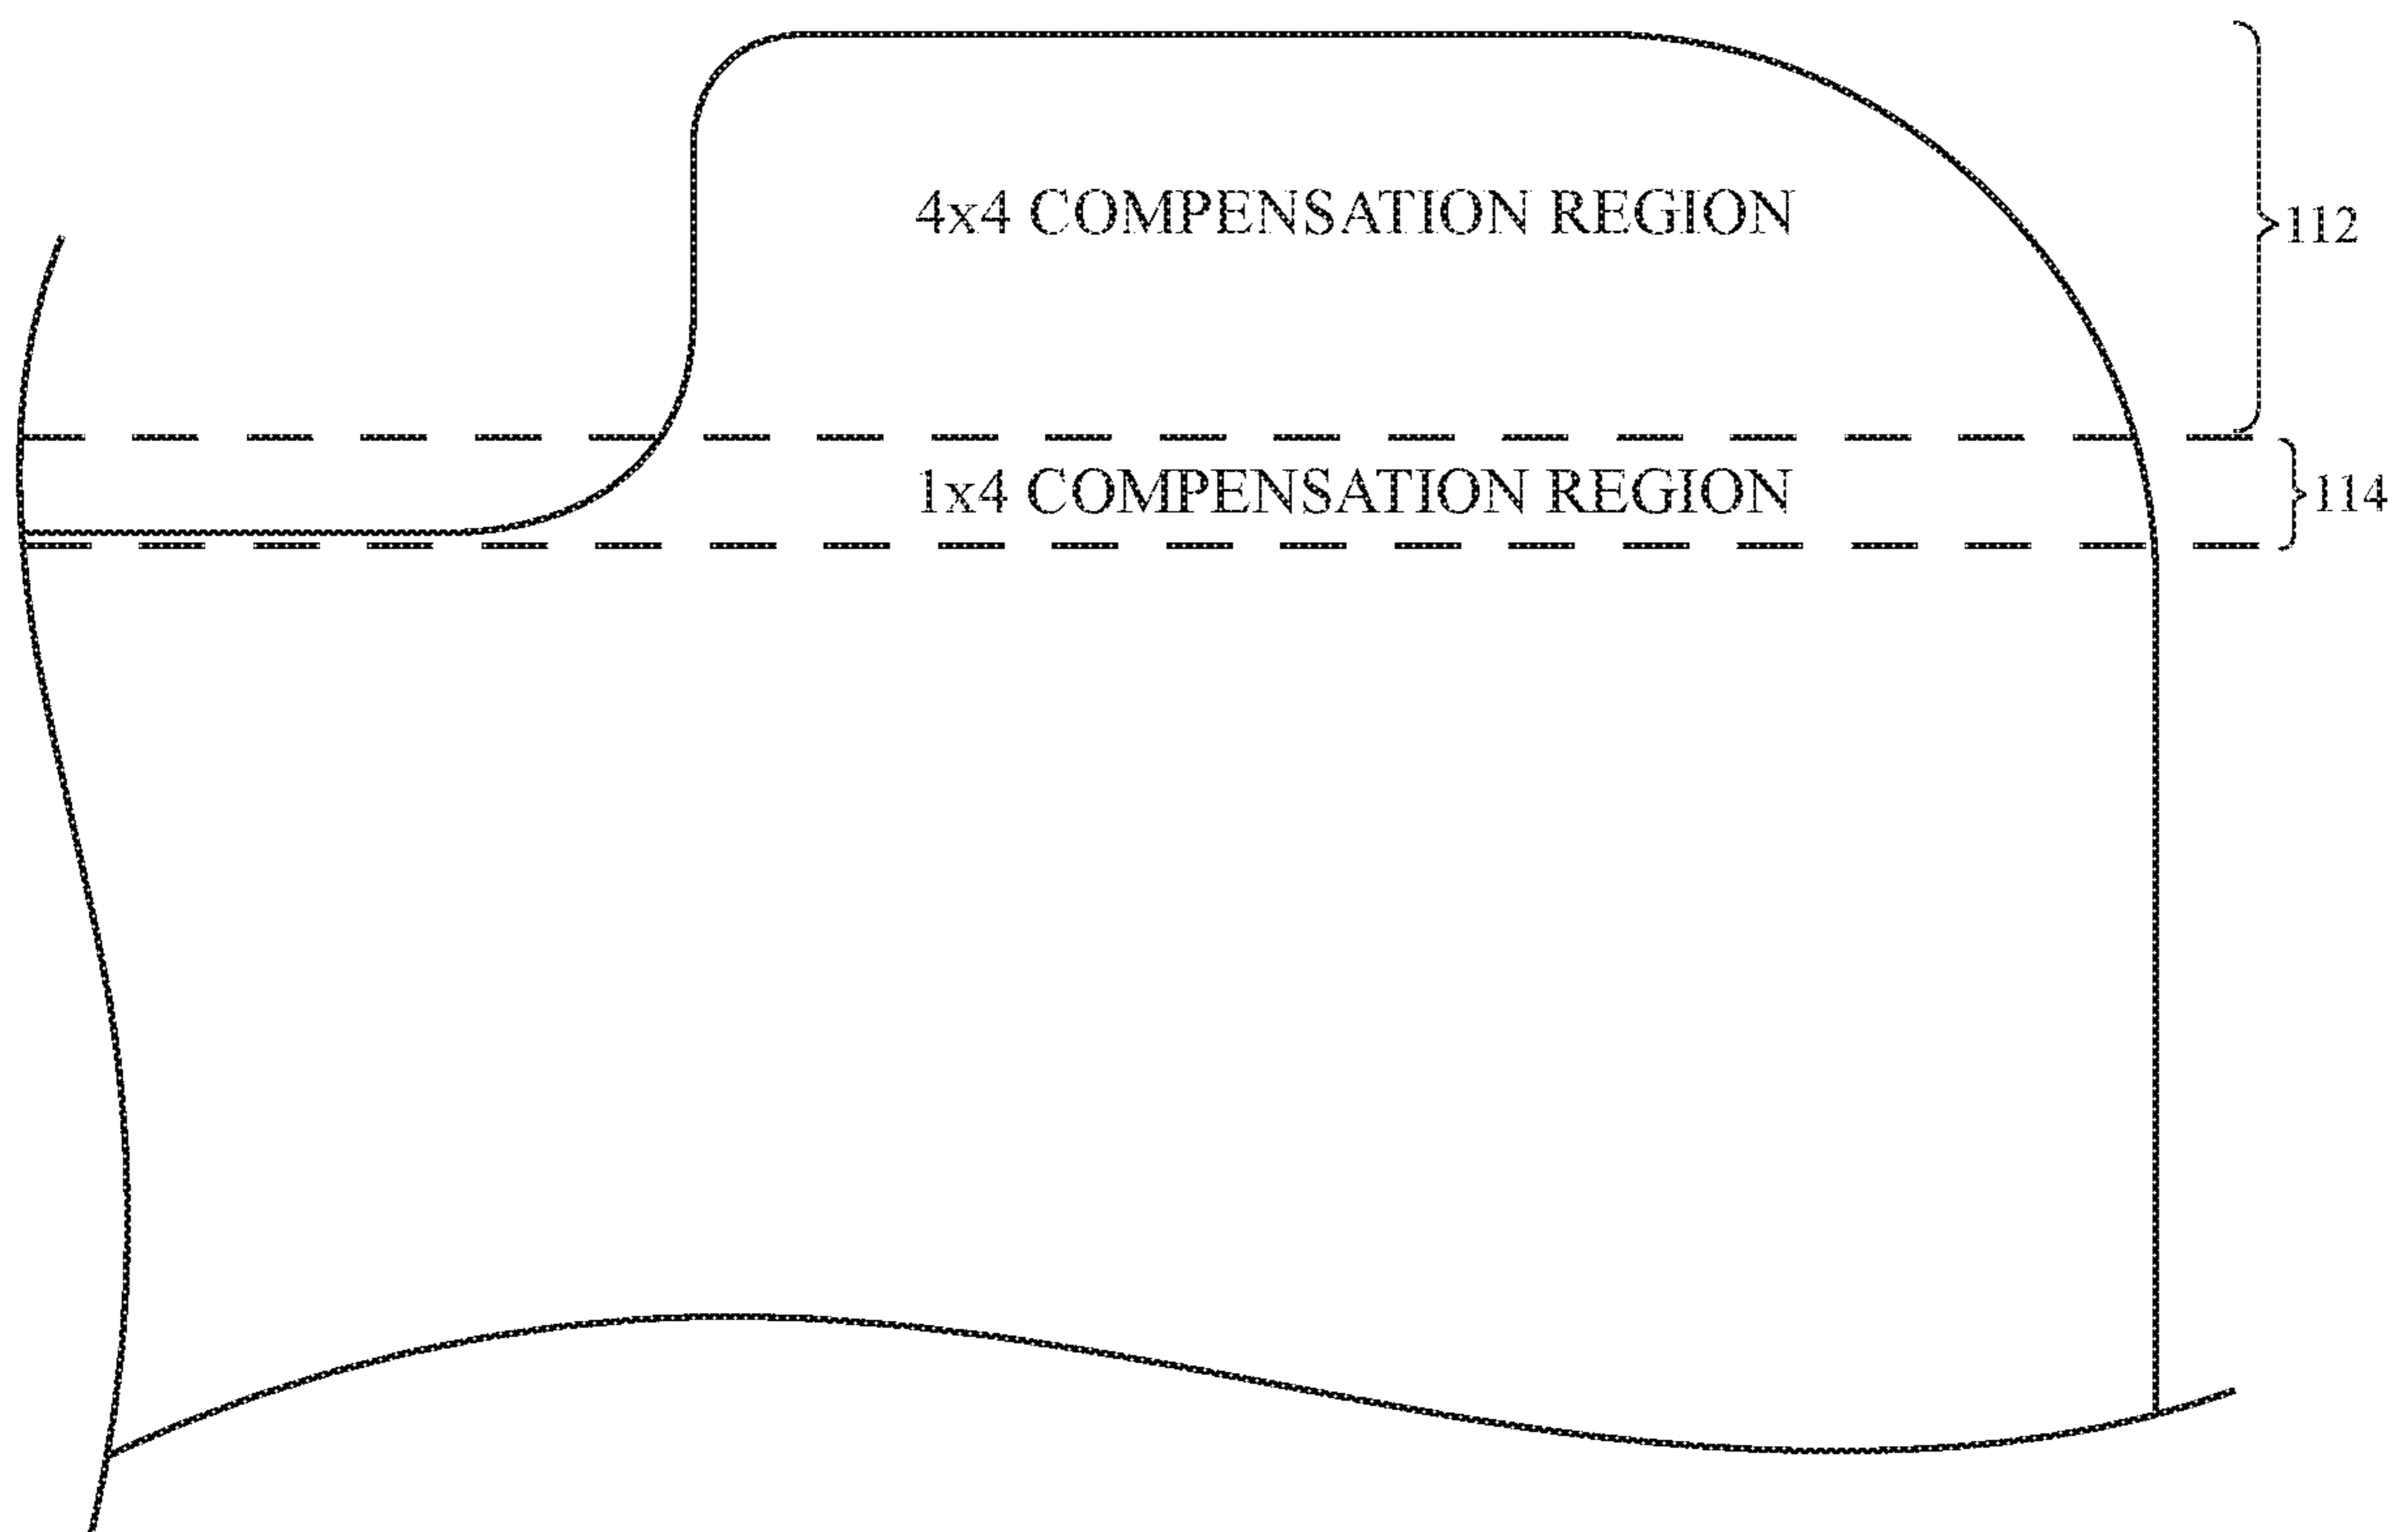 4x4 COMPENSATION REGION
112
1x4 COMPENSATION REGION
114